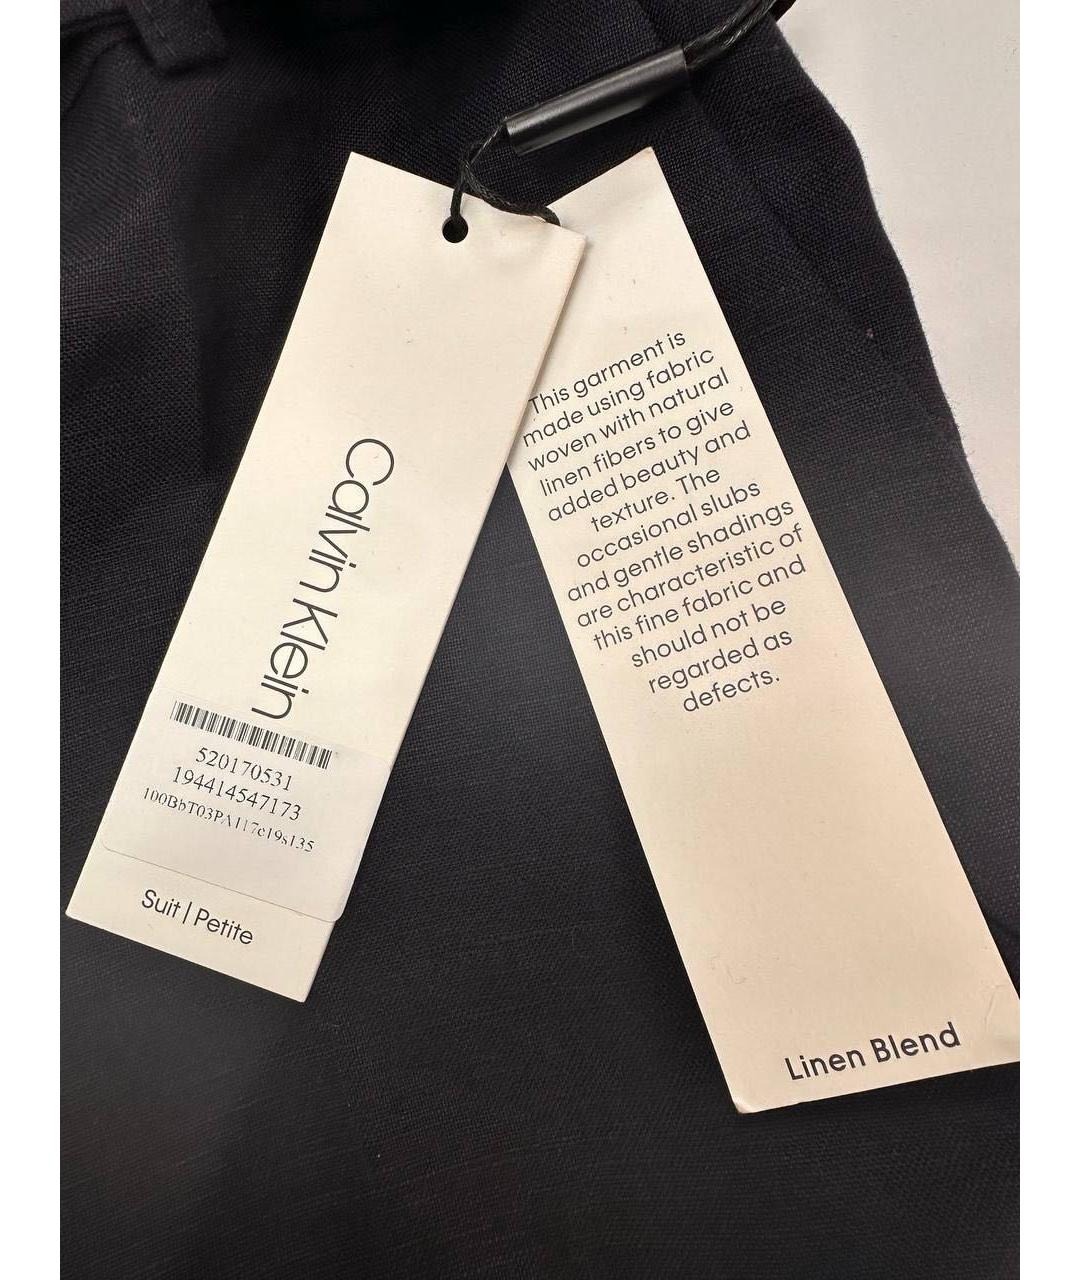 Calvin Klein
520170531
194414547173
100BbT03PA117c19s135
Suit | Petite
This garment is
made using fabric
woven with natural
linen fibers to give
added beauty and
texture. The
occasional slubs
and gentle shadings
are characteristic of
this fine fabric and
should not be
regarded as
defects.
Linen Blend